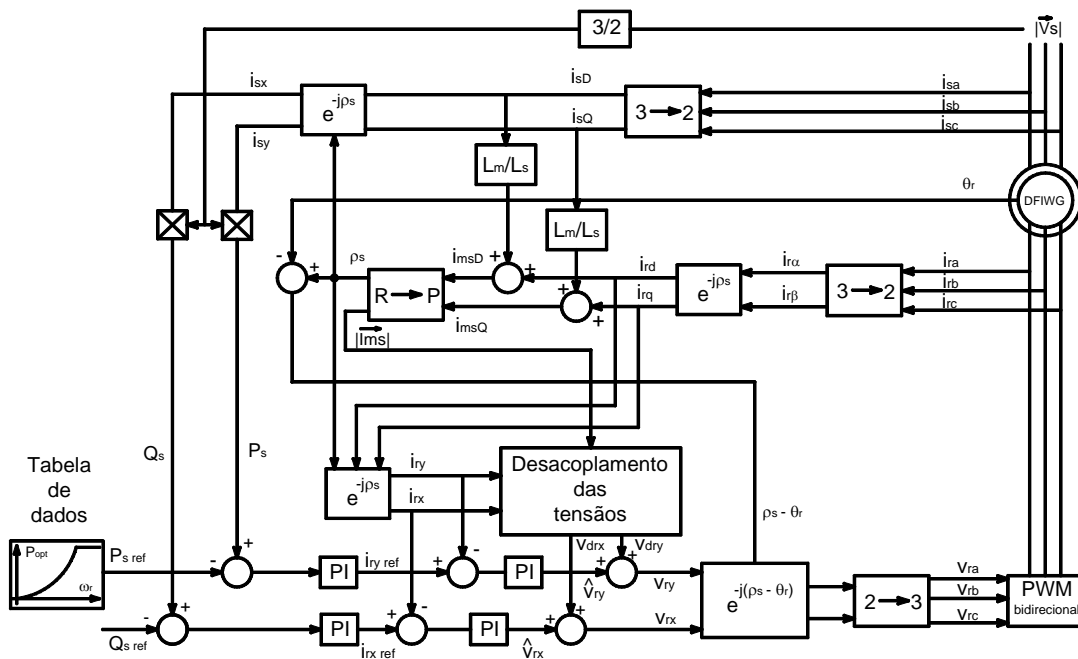 3/2
|Vs|
isx
isD
isa
e-jρs
3 → 2
isb
isy
isQ
isc
Lm/Ls
θr
DFIWG
Lm/Ls
-
+
ρs
imsD
+
+
ird
irα
ira
R → P
e-jρs
3 → 2
irb
imsQ
+
+
irq
irβ
irc
|Ims|
Qs
Ps
Tabela
de
dados
iry
e-jρs
irx
Desacoplamento
das
tensãos
ρs - θr
Popt
ωr
Ps ref
-
+
PI
iry ref
+
-
PI
vdrx
vdry
+
+
v̂ry
vry
e-j(ρs - θr)
2 → 3
vra
vrb
vrc
PWM
bidirecional
Qs ref
-
+
PI
irx ref
+
-
PI
v̂rx
+
+
vrx